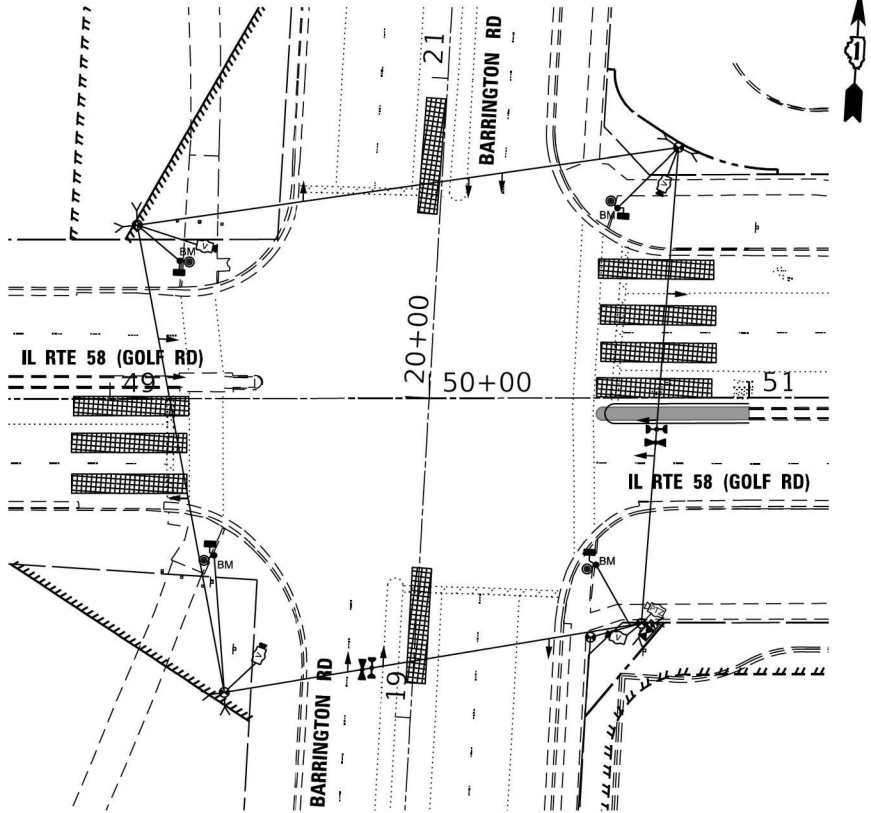 BARRINGTON RD
21
BM
BM
20+00
IL RTE 58 (GOLF RD)
49
50+00
51
IL RTE 58 (GOLF RD)
BM
BM
V
V
V
V
PTZ
19
BARRINGTON RD